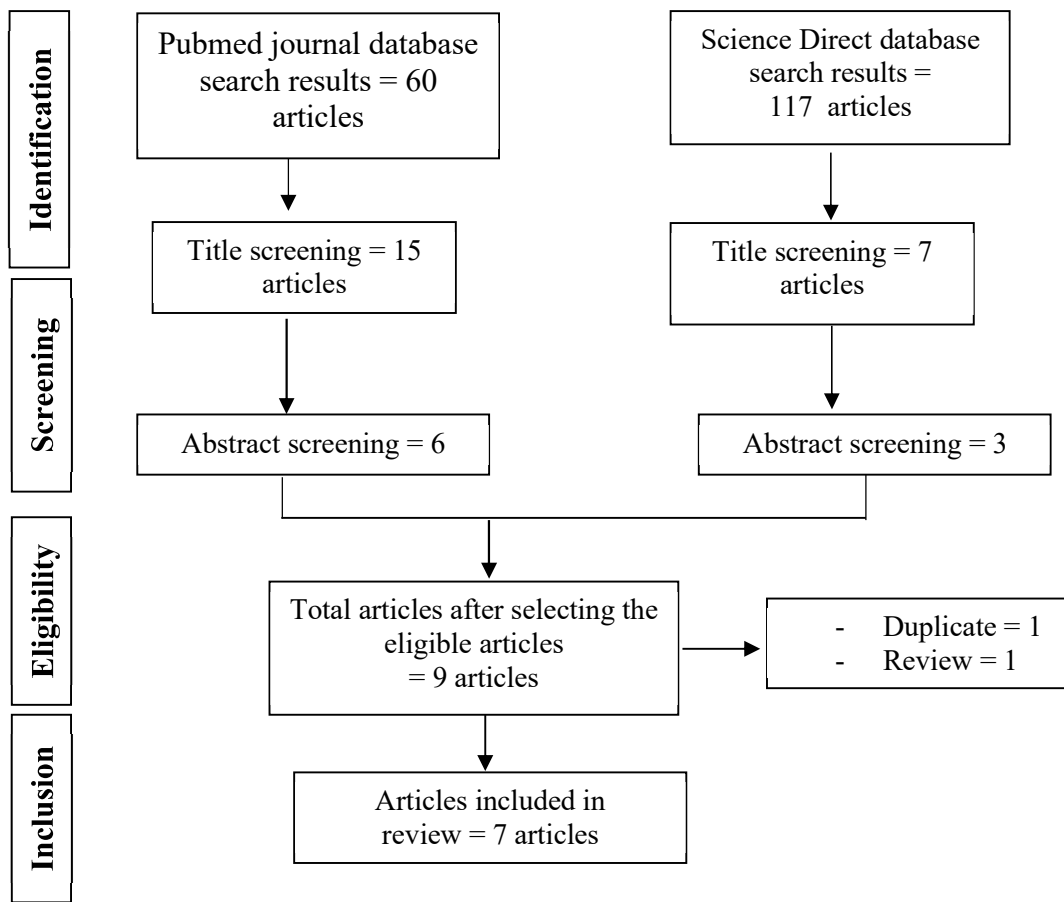 Identification
Pubmed journal database
search results = 60
articles
Science Direct database
search results =
117 articles
Title screening = 15
articles
Title screening = 7
articles
Screening
Abstract screening = 6
Abstract screening = 3
Eligibility
Total articles after selecting the
eligible articles
= 9 articles
- Duplicate = 1
- Review = 1
Inclusion
Articles included in
review = 7 articles